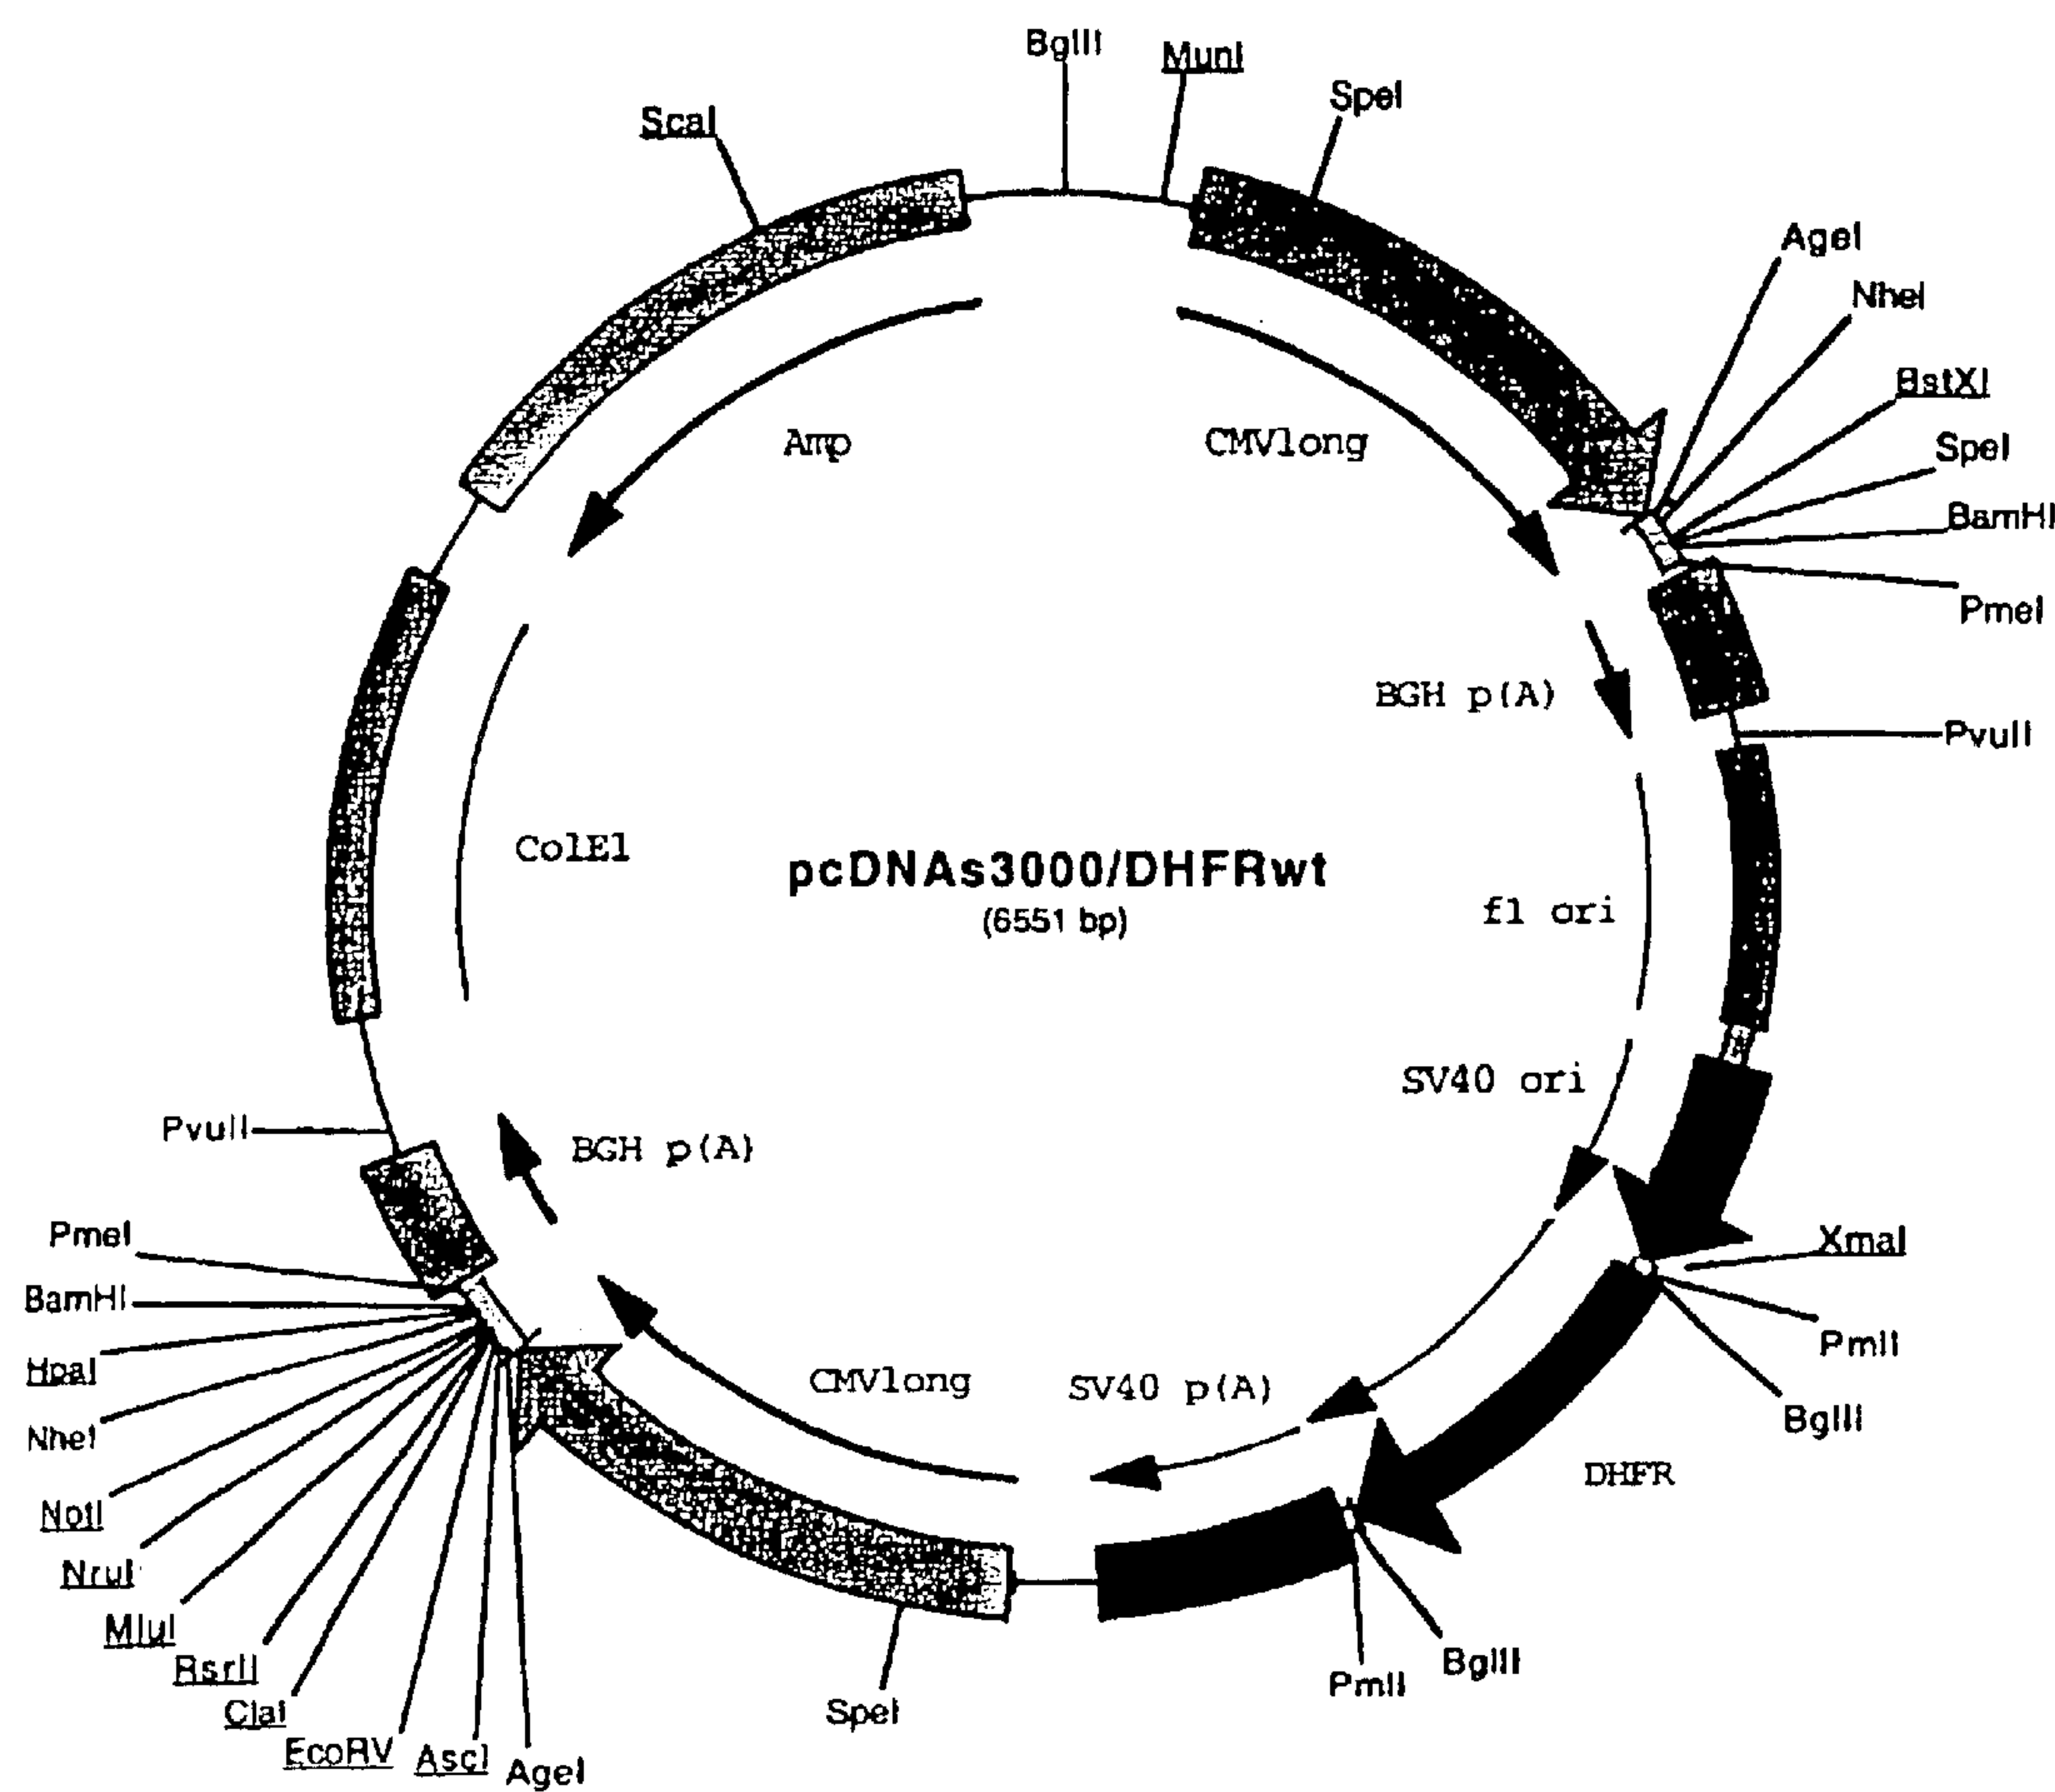 BglII
MunI
SpeI
ScaI
AgeI
NheI
BstXI
SpeI
BamHI
PmeI
Amp
CMVlong
BGH p(A)
PvuII
ColE1
pcDNAs3000/DHFRwt
(6551 bp)
f1 ori
SV40 ori
PvuII
BGH p(A)
PmeI
XmaI
BamHI
PmlI
HpaI
CMVlong
SV40 p(A)
BglII
NheI
DHFR
NotI
NruI
MluI
RsrII
ClaI
EcoRV
AscI
AgeI
SpeI
PmlI
BglII